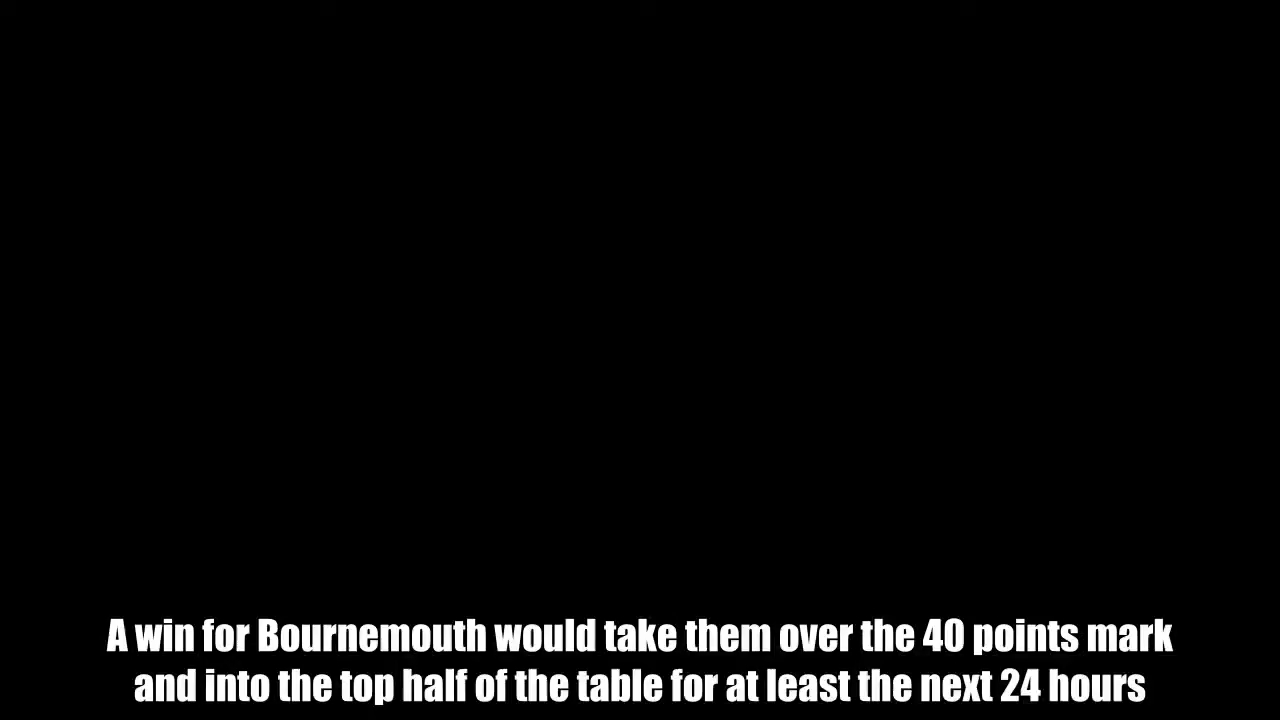 A win for Bournemouth would take them over the 40 points mark
and into the top half of the table for at least the next 24 hours